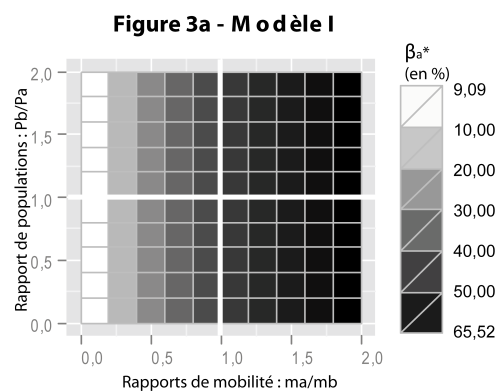 Figure 3a - Modèle I
βa*
(en %)
9,09
10,00
20,00
30,00
40,00
50,00
65,52
Rapport de populations : Pb/Pa
2,0
1,5
1,0
0,5
0,0
0,0 0,5 1,0 1,5 2,0
Rapports de mobilité : ma/mb